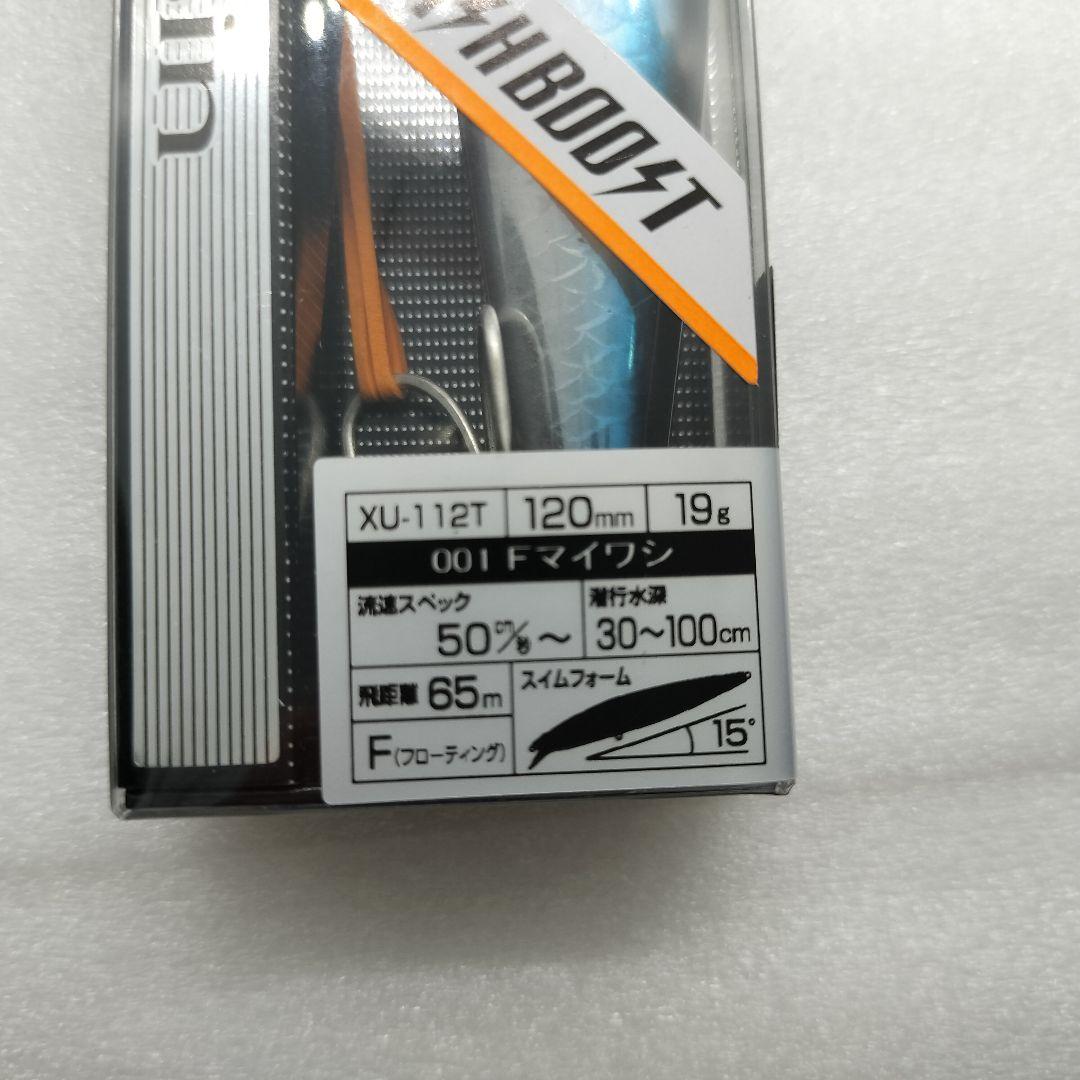 SH BOOST
XU-112T 120mm 19g
001 Fマイワシ
流速スペック 潜行水深
50㎝/秒〜 30〜100cm
飛距離 65m スイムフォーム
15°
F(フローティング)